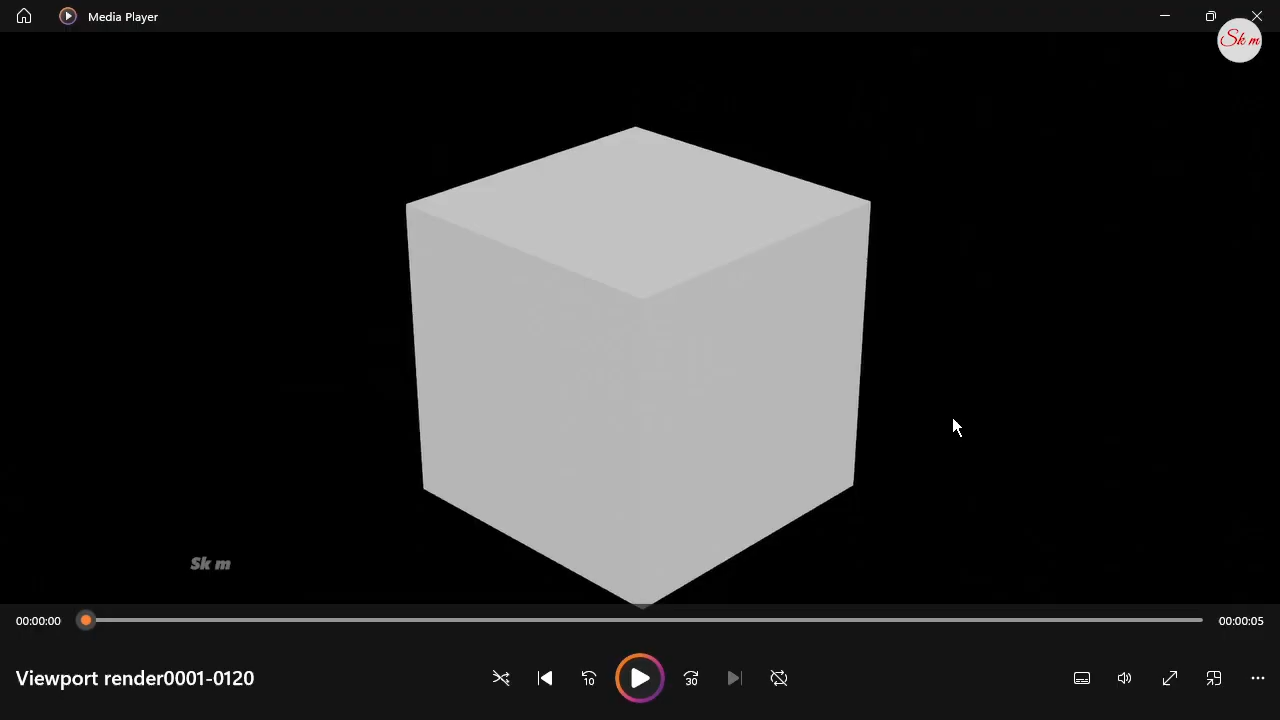 Media Player
Sk m
Sk m
00:00:00
00:00:05
Viewport render0001-0120
10
30